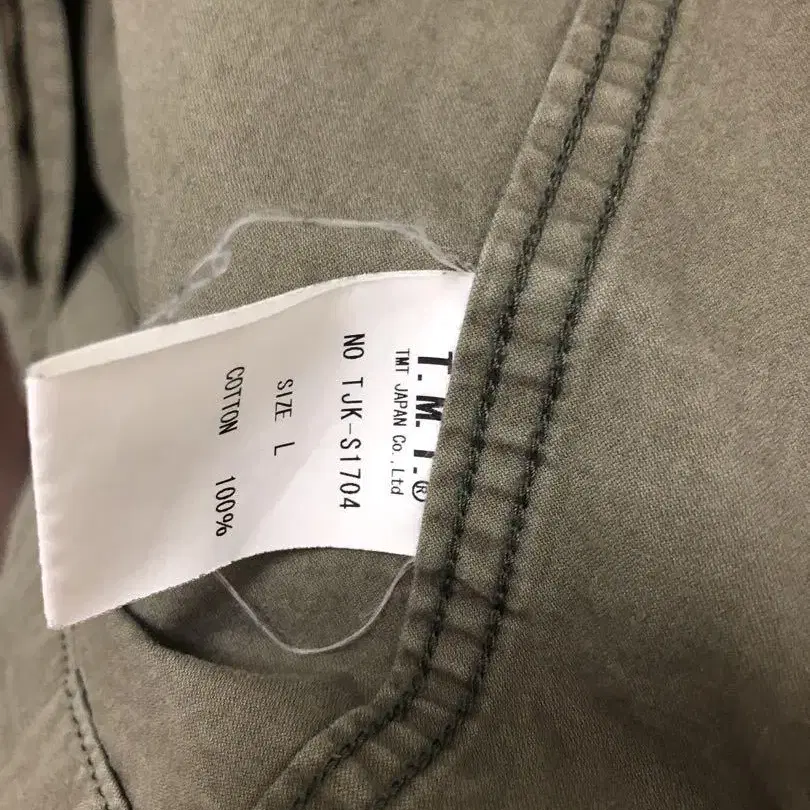 T.M.T.®
TMT JAPAN Co.,Ltd
NO TJK-S1704
SIZE L
COTTON 100%